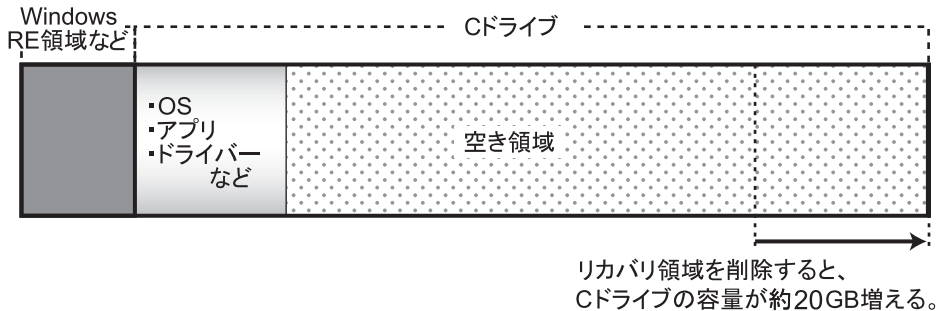 Windows
RE領域など
Cドライブ
・OS
・アプリ
・ドライバー
など
空き領域
リカバリ領域を削除すると、
Cドライブの容量が約20GB増える。